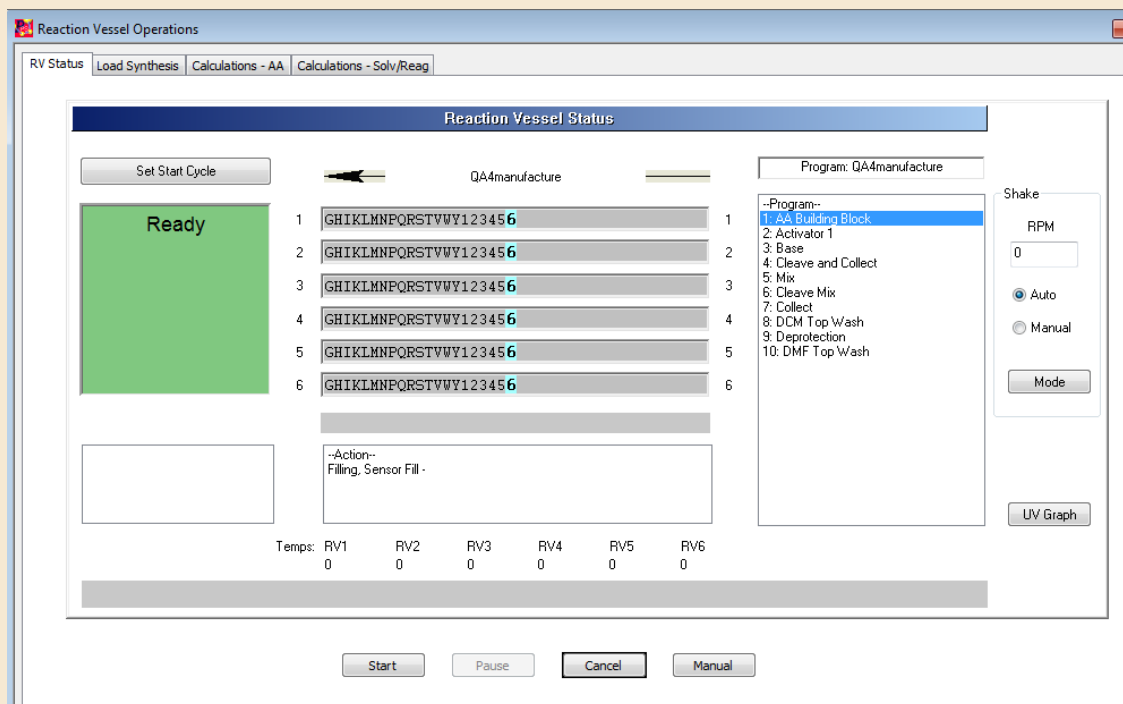 Reaction Vessel Operations
RV Status Load Synthesis Calculations - AA Calculations - Solv/Reag
Reaction Vessel Status
Set Start Cycle
QA4manufacture
Program: QA4manufacture
Ready
1 GHIKLMNPQRSTVWY123456 1
2 GHIKLMNPQRSTVWY123456 2
3 GHIKLMNPQRSTVWY123456 3
4 GHIKLMNPQRSTVWY123456 4
5 GHIKLMNPQRSTVWY123456 5
6 GHIKLMNPQRSTVWY123456 6
--Program--
1: AA Building Block
2: Activator 1
3: Base
4: Cleave and Collect
5: Mix
6: Cleave Mix
7: Collect
8: DCM Top Wash
9: Deprotection
10: DMF Top Wash
Shake
RPM
0
Auto
Manual
Mode
--Action--
Filling, Sensor Fill -
UV Graph
Temps: RV1 RV2 RV3 RV4 RV5 RV6
0 0 0 0 0 0
Start Pause Cancel Manual